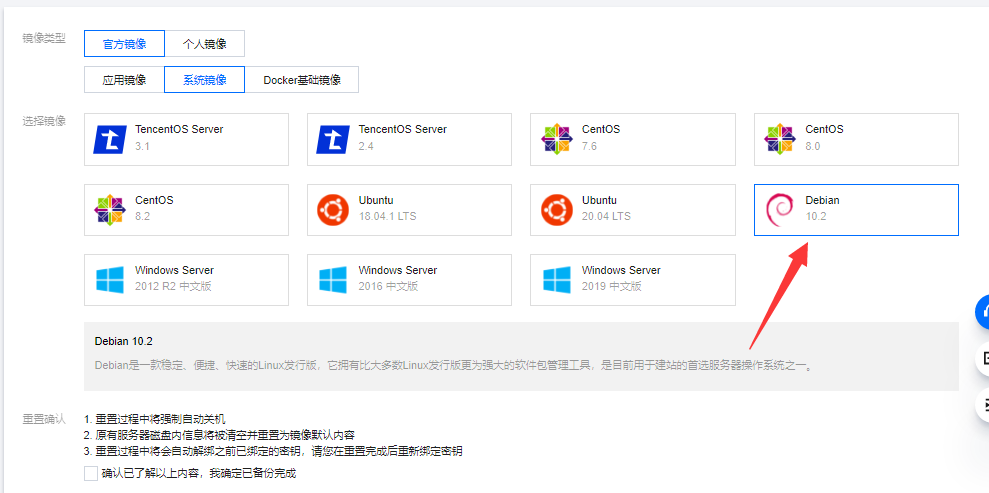 镜像类型 官方镜像 个人镜像
应用镜像 系统镜像 Docker基础镜像
选择镜像 TencentOS Server TencentOS Server CentOS CentOS
3.1 2.4 7.6 8.0
CentOS Ubuntu Ubuntu Debian
8.2 18.04.1 LTS 20.04 LTS 10.2
Windows Server Windows Server Windows Server
2012 R2 中文版 2016 中文版 2019 中文版
Debian 10.2
Debian是一款稳定、便捷、快速的Linux发行版，它拥有比大多数Linux发行版更为强大的软件包管理工具，是目前用于建站的首选服务器操作系统之一。
重置确认 1. 重置过程中将强制自动关机
2. 原有服务器磁盘内信息将被清空并重置为镜像默认内容
3. 重置过程中将会自动解绑之前已绑定的密钥，请您在重置完成后重新绑定密钥
确认已了解以上内容，我确定已备份完成